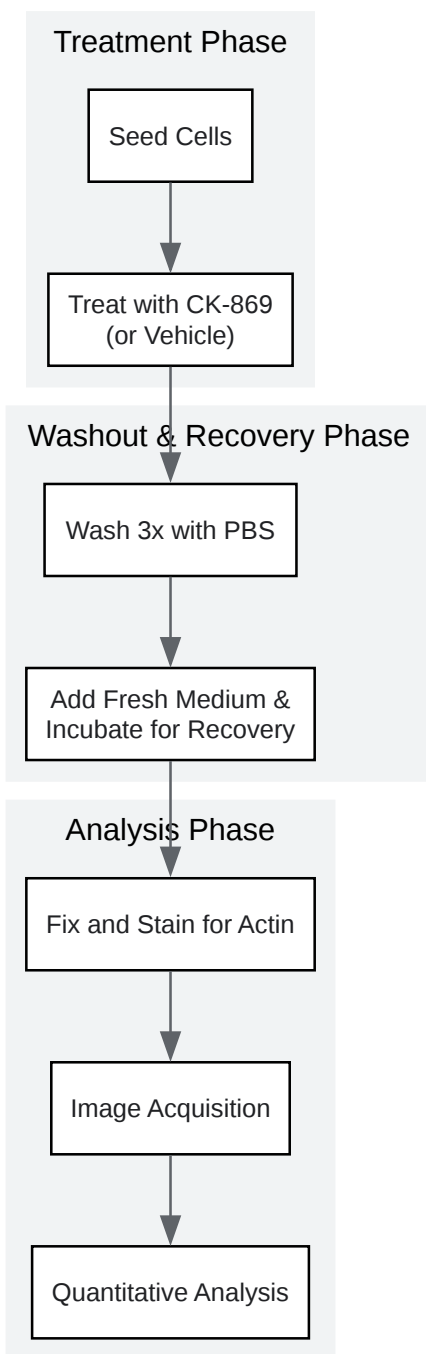 Treatment Phase
Seed Cells
Treat with CK-869
(or Vehicle)
Washout & Recovery Phase
Wash 3x with PBS
Add Fresh Medium &
Incubate for Recovery
Analysis Phase
Fix and Stain for Actin
Image Acquisition
Quantitative Analysis